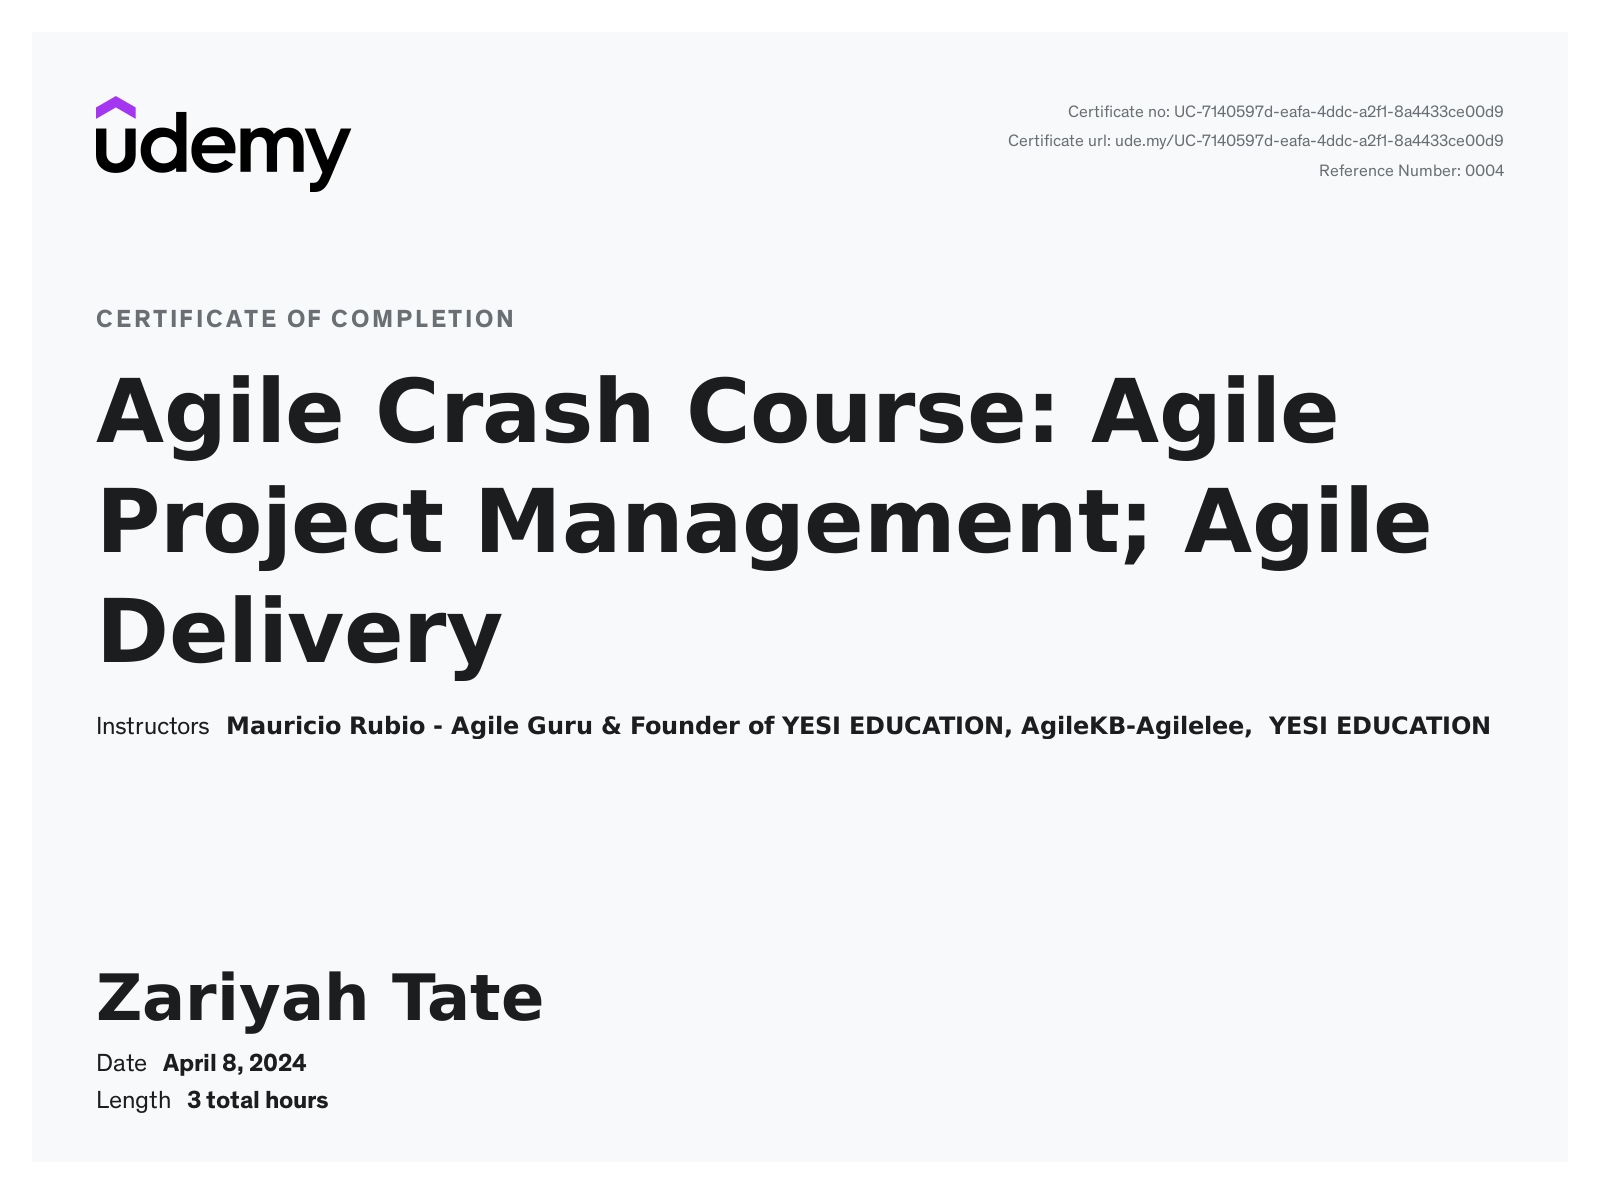 udemy
Certificate no: UC-7140597d-eafa-4ddc-a2f1-8a4433ce00d9
Certificate url: ude.my/UC-7140597d-eafa-4ddc-a2f1-8a4433ce00d9
Reference Number: 0004
CERTIFICATE OF COMPLETION
Agile Crash Course: Agile
Project Management; Agile
Delivery
Instructors Mauricio Rubio - Agile Guru & Founder of YESI EDUCATION, AgileKB-Agilelee, YESI EDUCATION
Zariyah Tate
Date April 8, 2024
Length 3 total hours